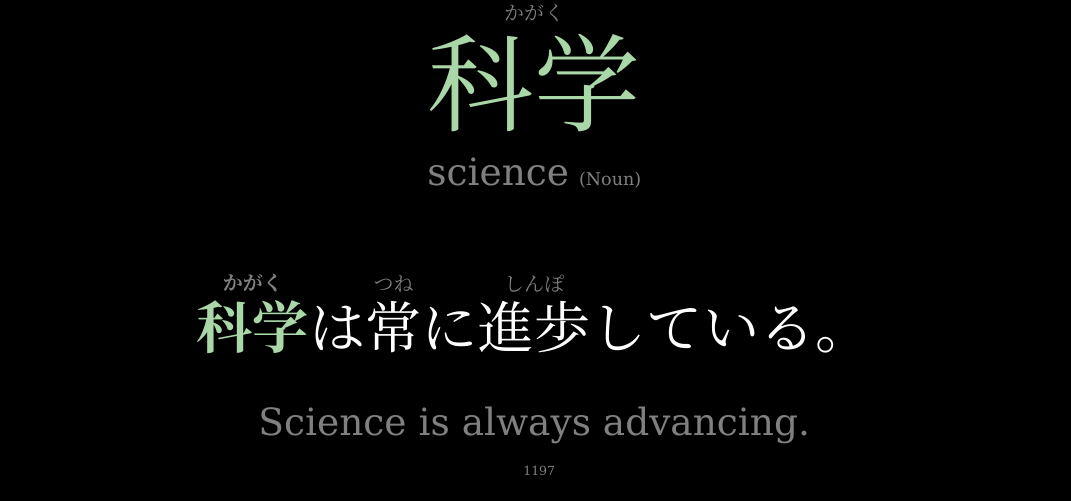 かがく
科学
science (Noun)
かがく つね しんぽ
科学は常に進歩している。
Science is always advancing.
1197